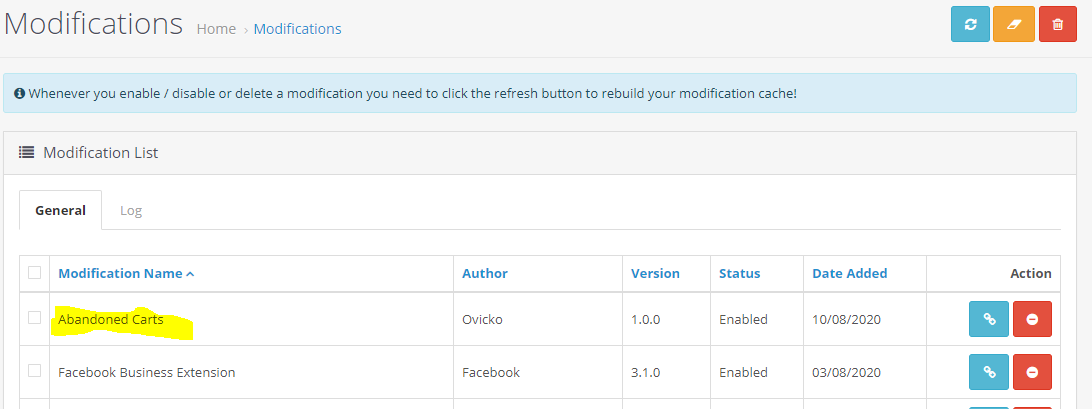 Modifications Home › Modifications
Whenever you enable / disable or delete a modification you need to click the refresh button to rebuild your modification cache!
Modification List
General Log
Modification Name Author Version Status Date Added Action
Abandoned Carts Ovicko 1.0.0 Enabled 10/08/2020
Facebook Business Extension Facebook 3.1.0 Enabled 03/08/2020